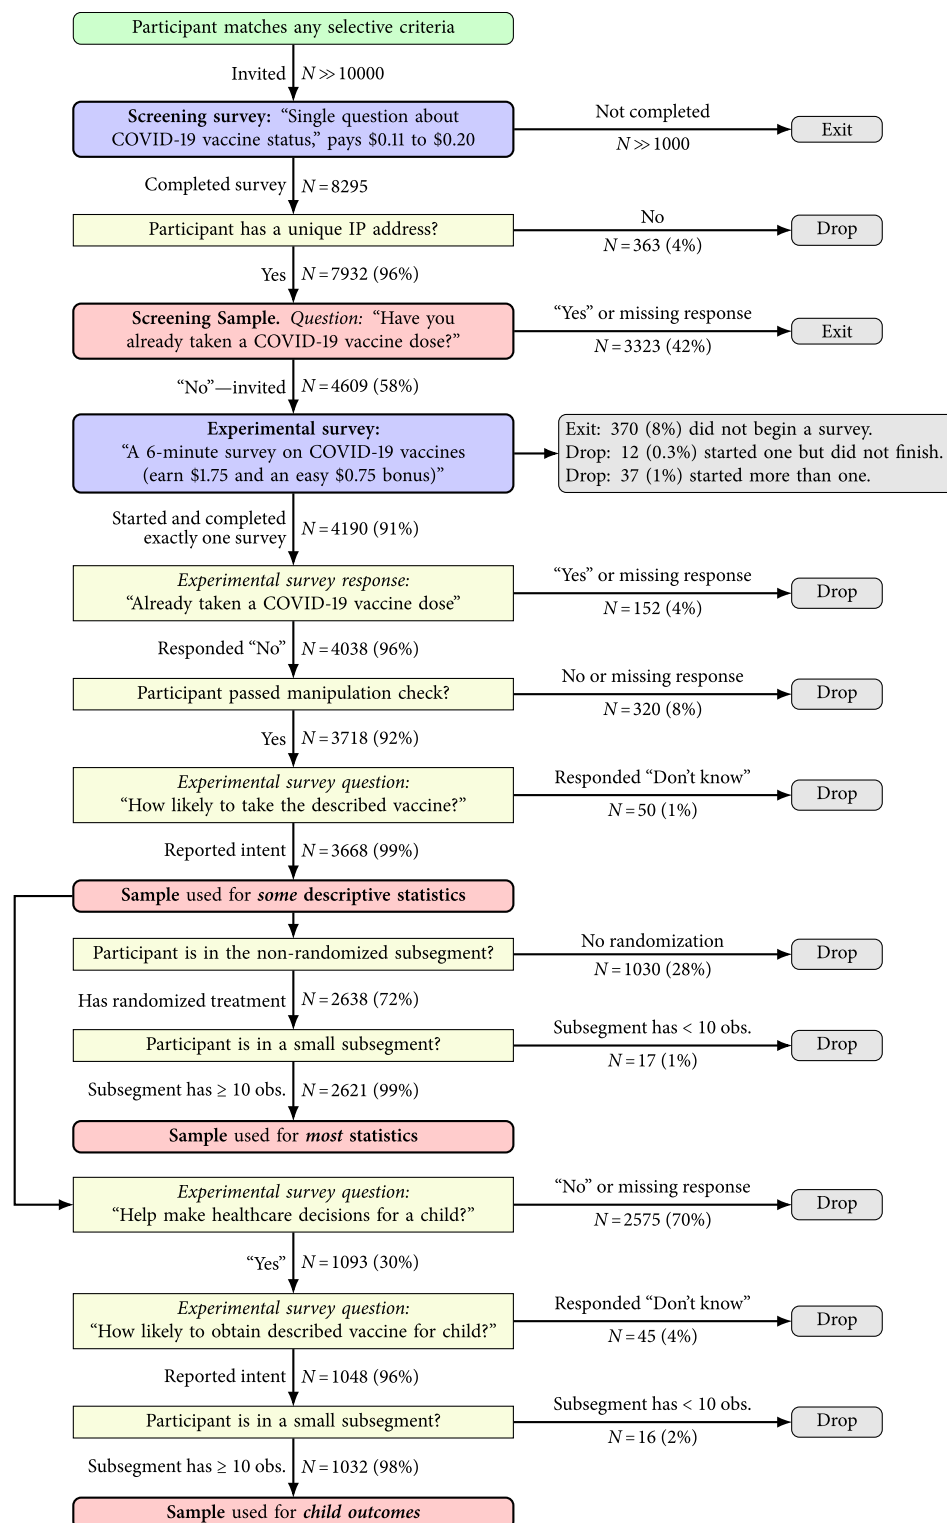 Participant matches any selective criteria
Invited N ≫ 10000
Screening survey: “Single question about
COVID-19 vaccine status,” pays $0.11 to $0.20
Not completed
N ≫ 1000
Exit
Completed survey N = 8295
Participant has a unique IP address?
No
N = 363 (4%)
Drop
Yes N = 7932 (96%)
Screening Sample. Question: “Have you
already taken a COVID-19 vaccine dose?”
“Yes” or missing response
N = 3323 (42%)
Exit
“No”—invited N = 4609 (58%)
Experimental survey:
“A 6-minute survey on COVID-19 vaccines
(earn $1.75 and an easy $0.75 bonus)”
Exit: 370 (8%) did not begin a survey.
Drop: 12 (0.3%) started one but did not finish.
Drop: 37 (1%) started more than one.
Started and completed
exactly one survey
N = 4190 (91%)
Experimental survey response:
“Already taken a COVID-19 vaccine dose”
“Yes” or missing response
N = 152 (4%)
Drop
Responded “No” N = 4038 (96%)
Participant passed manipulation check?
No or missing response
N = 320 (8%)
Drop
Yes N = 3718 (92%)
Experimental survey question:
“How likely to take the described vaccine?”
Responded “Don’t know”
N = 50 (1%)
Drop
Reported intent N = 3668 (99%)
Sample used for some descriptive statistics
Participant is in the non-randomized subsegment?
No randomization
N = 1030 (28%)
Drop
Has randomized treatment N = 2638 (72%)
Participant is in a small subsegment?
Subsegment has < 10 obs.
N = 17 (1%)
Drop
Subsegment has ≥ 10 obs. N = 2621 (99%)
Sample used for most statistics
Experimental survey question:
“Help make healthcare decisions for a child?”
“No” or missing response
N = 2575 (70%)
Drop
“Yes” N = 1093 (30%)
Experimental survey question:
“How likely to obtain described vaccine for child?”
Responded “Don’t know”
N = 45 (4%)
Drop
Reported intent N = 1048 (96%)
Participant is in a small subsegment?
Subsegment has < 10 obs.
N = 16 (2%)
Drop
Subsegment has ≥ 10 obs. N = 1032 (98%)
Sample used for child outcomes